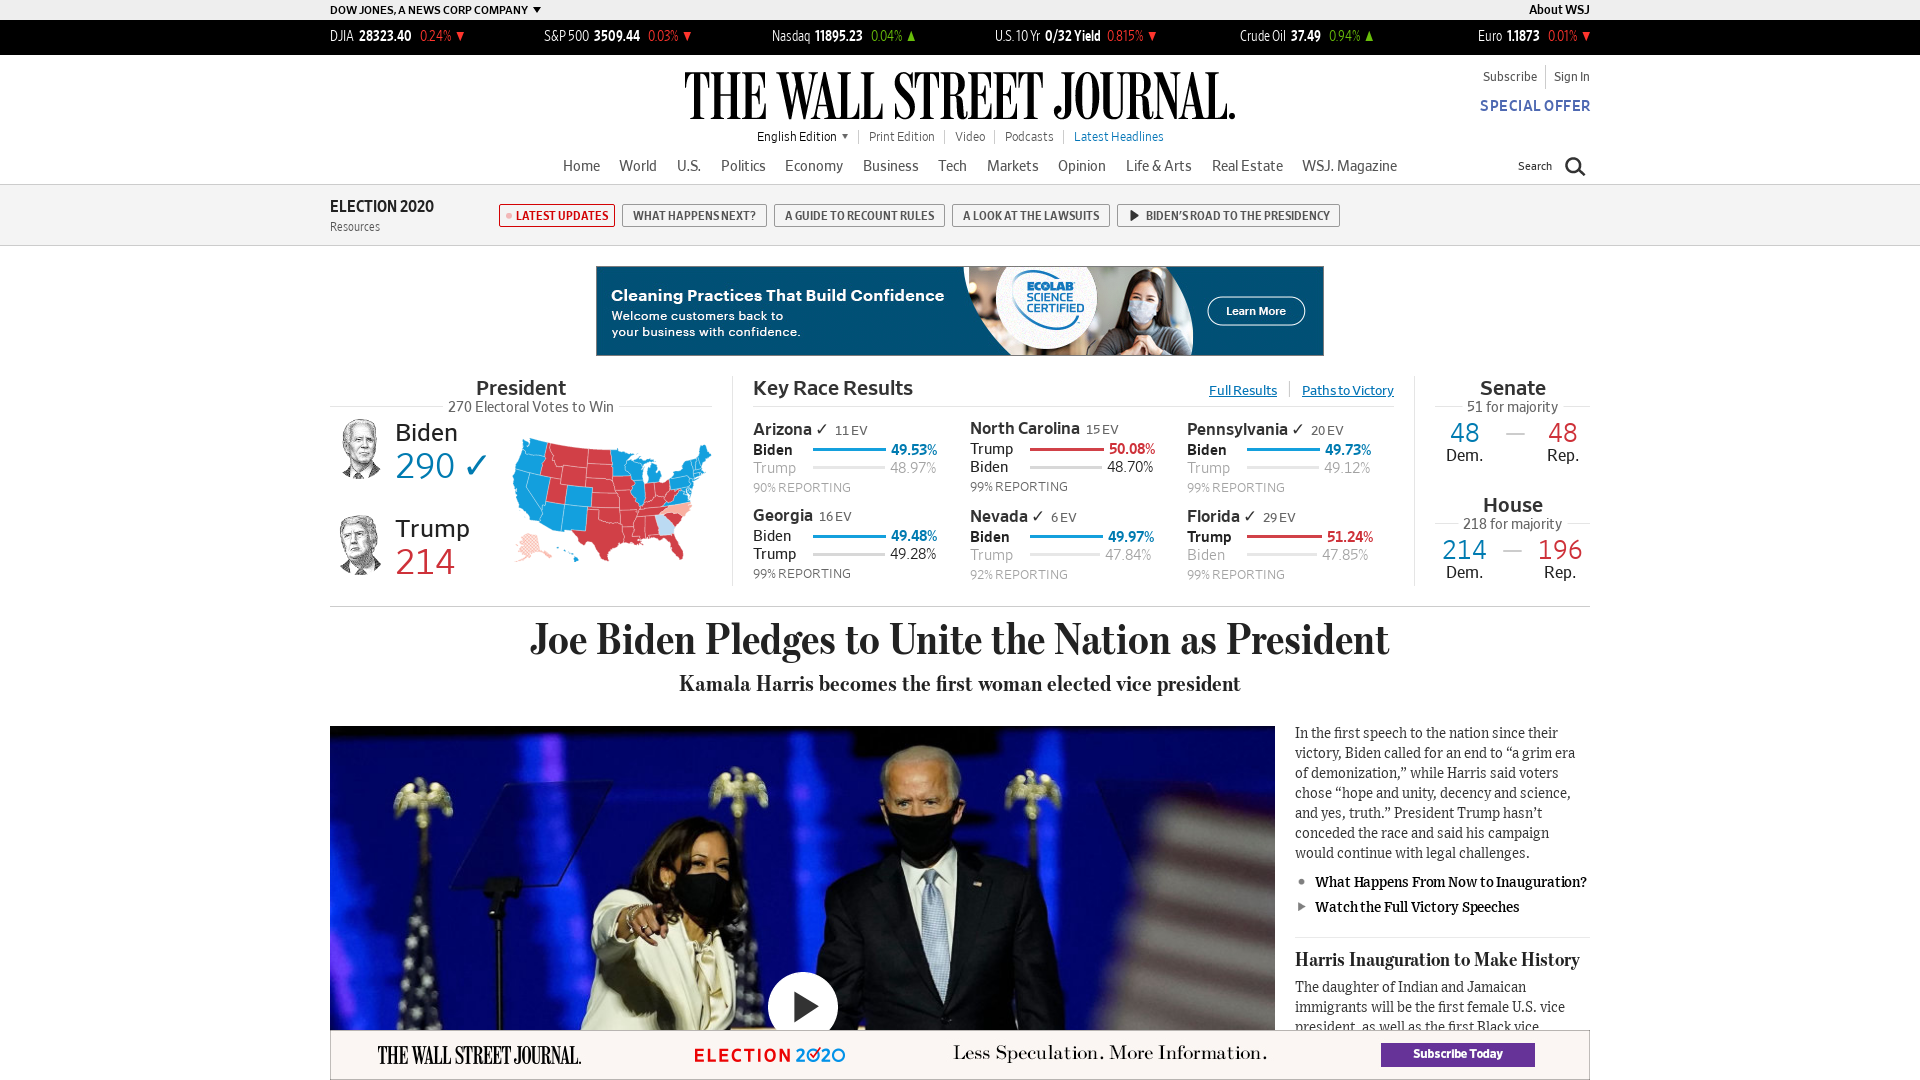 DOW JONES, A NEWS CORP COMPANY
About WSJ
DJIA 28323.40 0.24%
S&P 500 3509.44 0.03%
Nasdaq 11895.23 0.04%
U.S. 10 Yr 0/32 Yield 0.815%
Crude Oil 37.49 0.94%
Euro 1.1873 0.01%
THE WALL STREET JOURNAL.
Subscribe
Sign In
SPECIAL OFFER
English Edition
Print Edition
Video
Podcasts
Latest Headlines
Home
World
U.S.
Politics
Economy
Business
Tech
Markets
Opinion
Life & Arts
Real Estate
WSJ. Magazine
Search
ELECTION 2020
Resources
LATEST UPDATES
WHAT HAPPENS NEXT?
A GUIDE TO RECOUNT RULES
A LOOK AT THE LAWSUITS
BIDEN'S ROAD TO THE PRESIDENCY
Cleaning Practices That Build Confidence
Welcome customers back to
your business with confidence.
ECOLAB
SCIENCE
CERTIFIED
Learn More
President
270 Electoral Votes to Win
Biden
290 ✓
Trump
214
Key Race Results
Full Results
Paths to Victory
Arizona ✓ 11 EV
Biden 49.53%
Trump 48.97%
90% REPORTING
North Carolina 15 EV
Trump 50.08%
Biden 48.70%
99% REPORTING
Pennsylvania ✓ 20 EV
Biden 49.73%
Trump 49.12%
99% REPORTING
Georgia 16 EV
Biden 49.48%
Trump 49.28%
99% REPORTING
Nevada ✓ 6 EV
Biden 49.97%
Trump 47.84%
92% REPORTING
Florida ✓ 29 EV
Trump 51.24%
Biden 47.85%
99% REPORTING
Senate
51 for majority
48 — 48
Dem. Rep.
House
218 for majority
214 — 196
Dem. Rep.
Joe Biden Pledges to Unite the Nation as President
Kamala Harris becomes the first woman elected vice president
In the first speech to the nation since their
victory, Biden called for an end to “a grim era
of demonization,” while Harris said voters
chose “hope and unity, decency and science,
and yes, truth.” President Trump hasn’t
conceded the race and said his campaign
would continue with legal challenges.
What Happens From Now to Inauguration?
Watch the Full Victory Speeches
Harris Inauguration to Make History
The daughter of Indian and Jamaican
immigrants will be the first female U.S. vice
president, as well as the first Black vice
THE WALL STREET JOURNAL.
ELECTION 2020
Less Speculation. More Information.
Subscribe Today